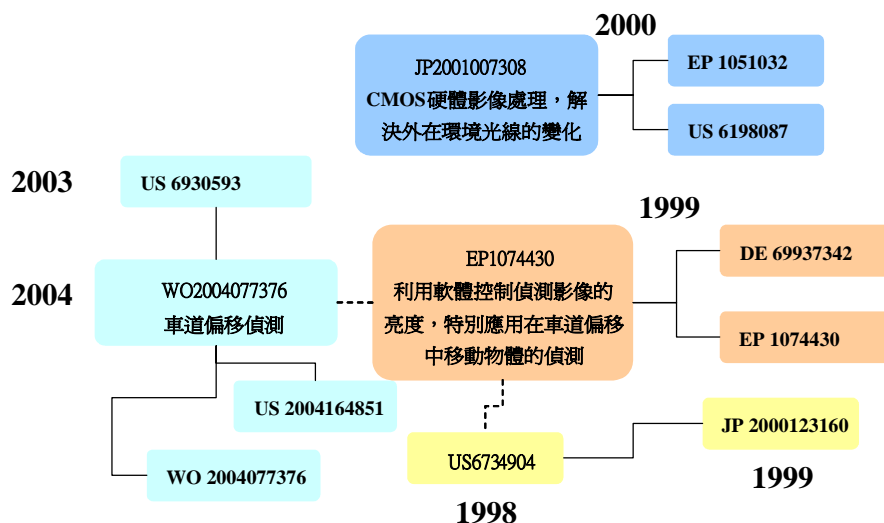 2000
JP2001007308
CMOS硬體影像處理，解
決外在環境光線的變化
EP 1051032
US 6198087
2003
US 6930593
1999
2004
WO2004077376
車道偏移偵測
EP1074430
利用軟體控制偵測影像的
亮度，特別應用在車道偏移
中移動物體的偵測
DE 69937342
EP 1074430
US 2004164851
WO 2004077376
US6734904
JP 2000123160
1998
1999